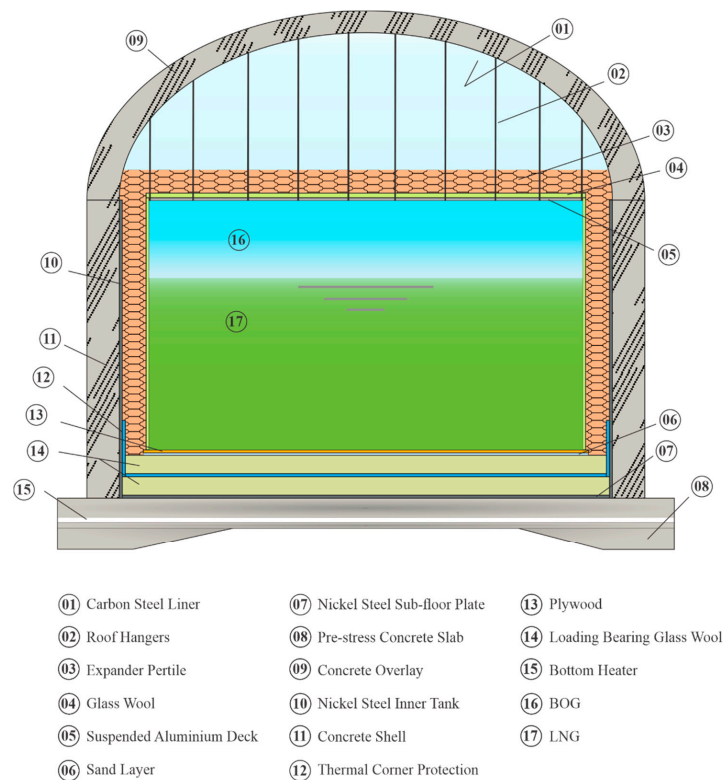 09
01
02
03
04
05
16
10
17
11
12
13
06
14
07
15
08
01 Carbon Steel Liner
02 Roof Hangers
03 Expander Pertile
04 Glass Wool
05 Suspended Aluminium Deck
06 Sand Layer
07 Nickel Steel Sub-floor Plate
08 Pre-stress Concrete Slab
09 Concrete Overlay
10 Nickel Steel Inner Tank
11 Concrete Shell
12 Thermal Corner Protection
13 Plywood
14 Loading Bearing Glass Wool
15 Bottom Heater
16 BOG
17 LNG